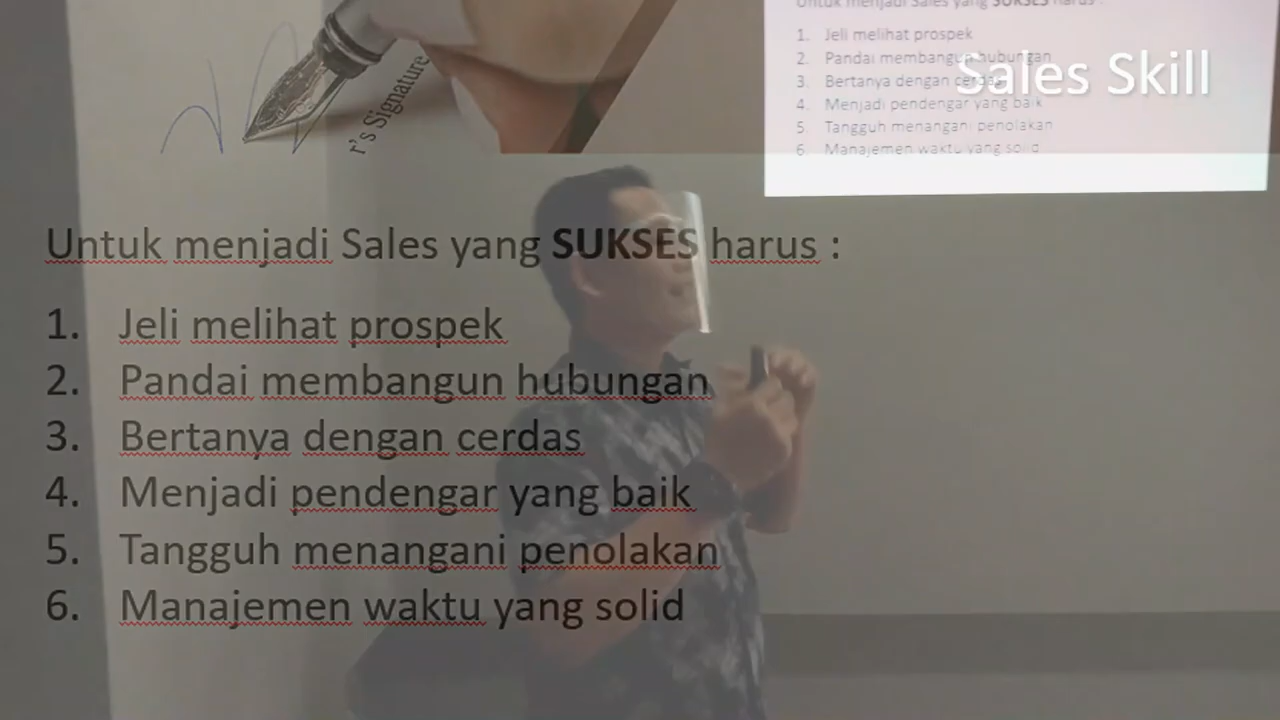 Untuk menjadi Sales yang SUKSES harus :
1. Jeli melihat prospek
2. Pandai membangun hubungan
3. Bertanya dengan cerdas
4. Menjadi pendengar yang baik
5. Tangguh menangani penolakan
6. Manajemen waktu yang solid
Sales Skill
r's Signature
Untuk menjadi Sales yang SUKSES harus :
1. Jeli melihat prospek
2. Pandai membangun hubungan
3. Bertanya dengan cerdas
4. Menjadi pendengar yang baik
5. Tangguh menangani penolakan
6. Manajemen waktu yang solid